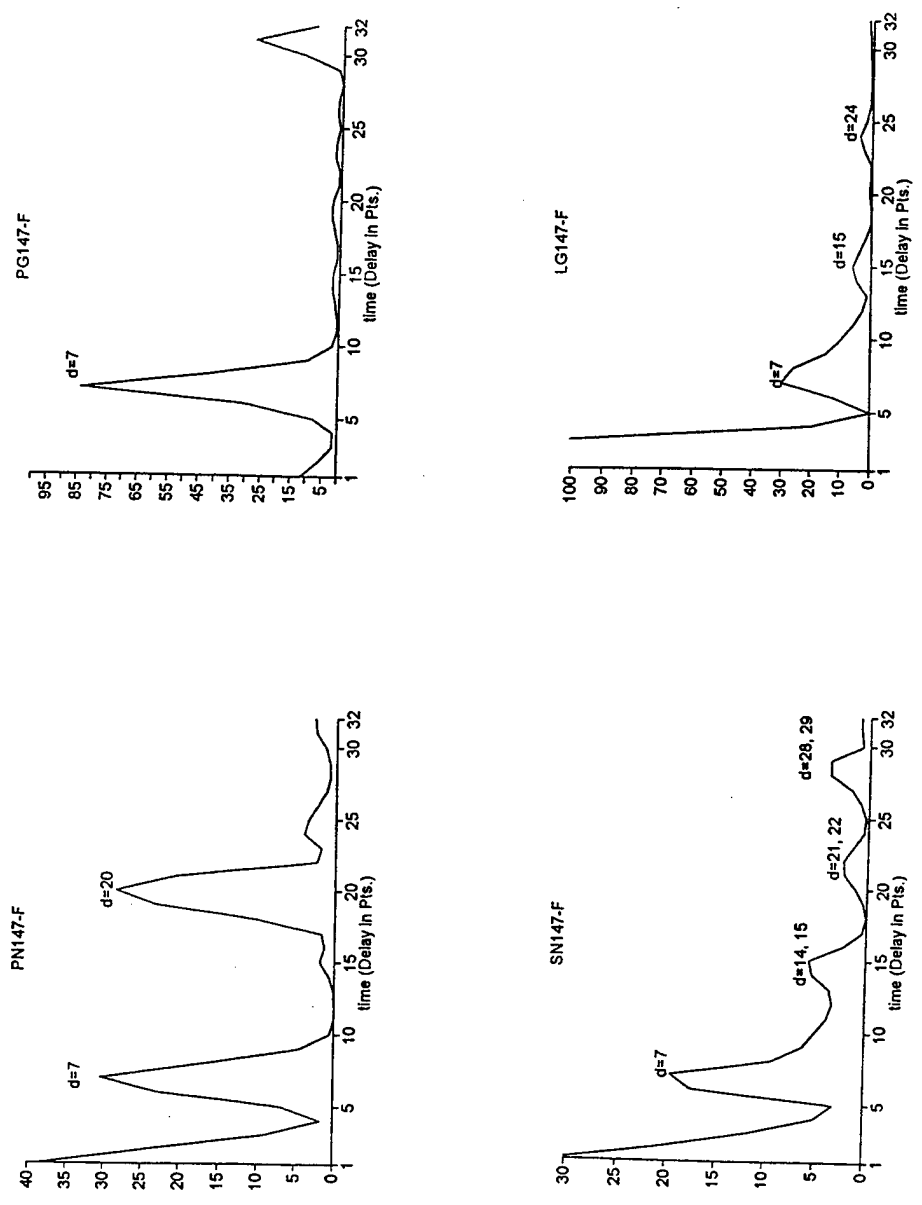 PN147-F
40
35
30
25
20
15
10
5
0
d=7
d=20
1 5 10 15 20 25 30 32
time (Delay in Pts.)
PG147-F
95
85
75
65
55
45
35
25
15
5
d=7
1 5 10 15 20 25 30 32
time (Delay in Pts.)
SN147-F
30
25
20
15
10
5
0
d=7
d=14, 15
d=21, 22
d=28, 29
1 5 10 15 20 25 30 32
time (Delay in Pts.)
LG147-F
100
90
80
70
60
50
40
30
20
10
0
d=7
d=15
d=24
1 5 10 15 20 25 30 32
time (Delay in Pts.)